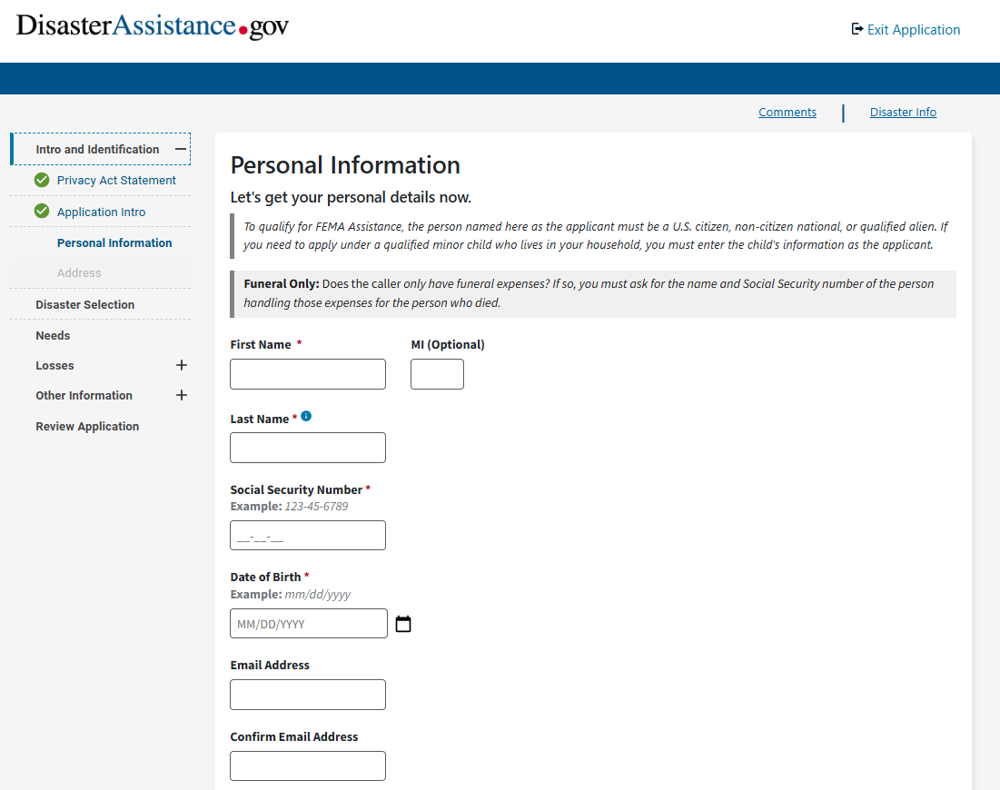 DisasterAssistance.gov
Exit Application
Comments
Disaster Info
Intro and Identification
Privacy Act Statement
Application Intro
Personal Information
Address
Disaster Selection
Needs
Losses
Other Information
Review Application
Personal Information
Let's get your personal details now.
To qualify for FEMA Assistance, the person named here as the applicant must be a U.S. citizen, non-citizen national, or qualified alien. If
you need to apply under a qualified minor child who lives in your household, you must enter the child's information as the applicant.
Funeral Only: Does the caller only have funeral expenses? If so, you must ask for the name and Social Security number of the person
handling those expenses for the person who died.
First Name *
MI (Optional)
Last Name *
Social Security Number *
Example: 123-45-6789
__-__-__
Date of Birth *
Example: mm/dd/yyyy
MM/DD/YYYY
Email Address
Confirm Email Address